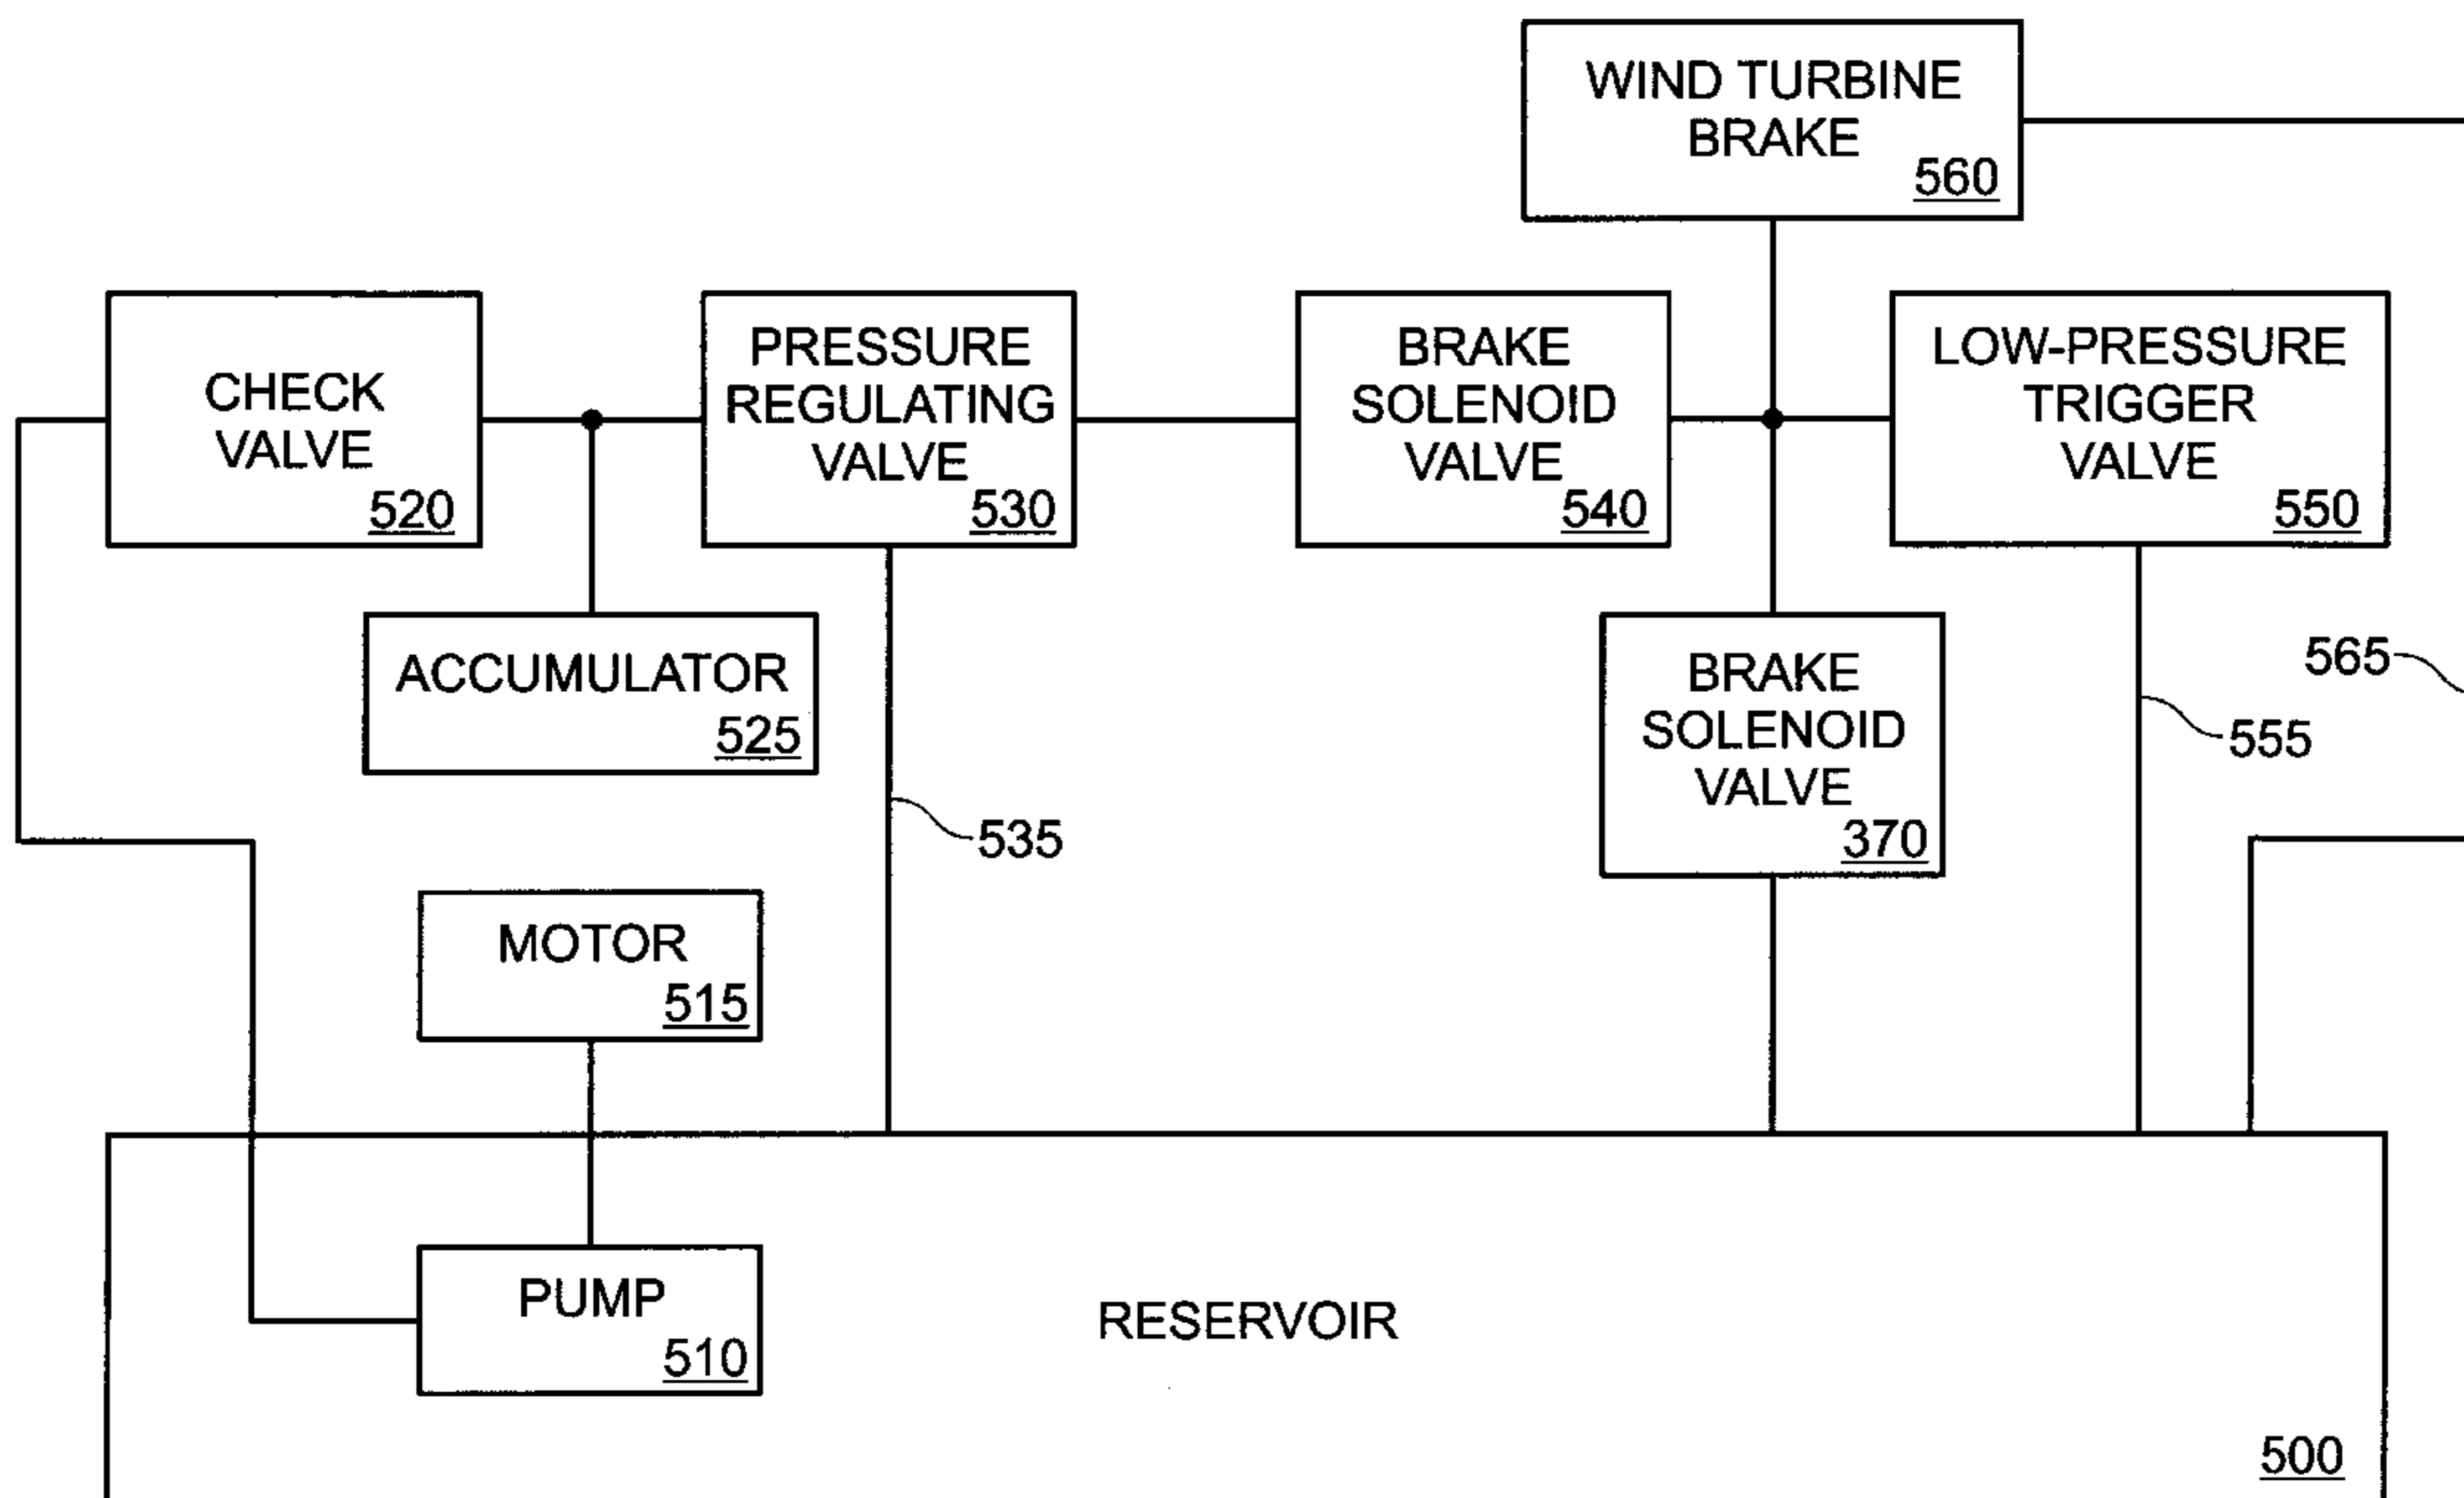 WIND TURBINE
BRAKE
560
CHECK
VALVE
520
PRESSURE
REGULATING
VALVE
530
BRAKE
SOLENOID
VALVE
540
LOW-PRESSURE
TRIGGER
VALVE
550
ACCUMULATOR
525
BRAKE
SOLENOID
VALVE
370
565
555
535
MOTOR
515
PUMP
510
RESERVOIR
500